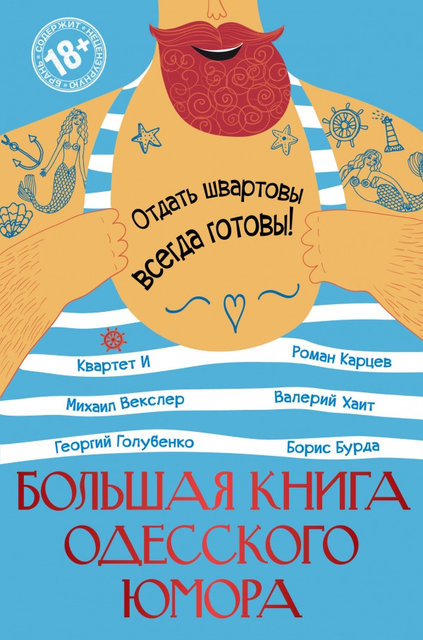 СОДЕРЖИТ НЕЦЕНЗУРНУЮ БРАНЬ
18+
Отдать швартовы
всегда готовы!
Квартет И
Роман Карцев
Михаил Векслер
Валерий Хаит
Георгий Голубенко
Борис Бурда
БОЛЬШАЯ КНИГА
ОДЕССКОГО
ЮМОРА